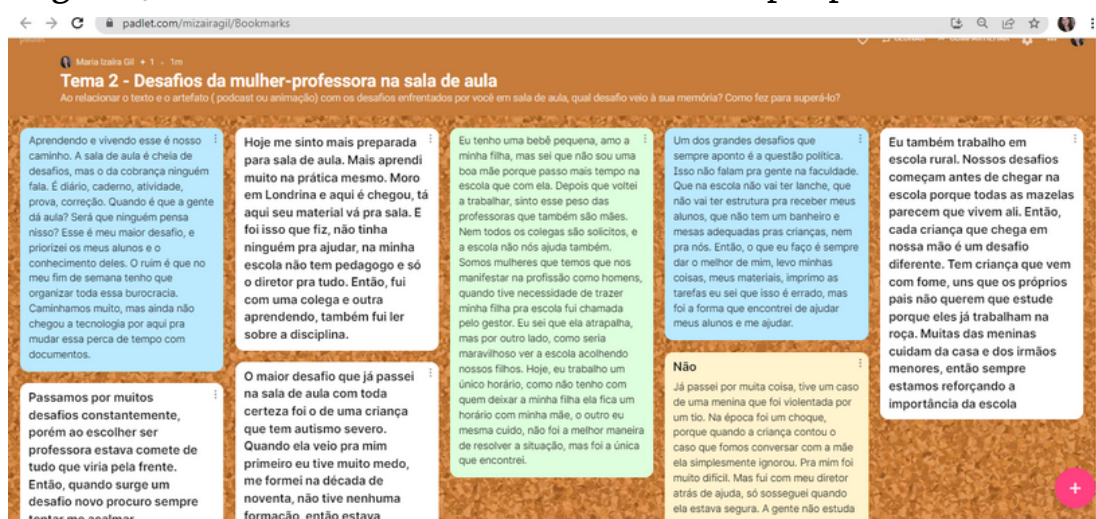 padlet.com/mizairagil/Bookmarks
Maria Izaíra Gil + 1 · 1m
Tema 2 - Desafios da mulher-professora na sala de aula
Ao relacionar o texto e o artefato ( podcast ou animação) com os desafios enfrentados por você em sala de aula, qual desafio veio à sua memória? Como fez para superá-lo?
Aprendendo e vivendo esse é nosso
caminho. A sala de aula é cheia de
desafios, mas o da cobrança ninguém
fala. É diário, caderno, atividade,
prova, correção. Quando é que a gente
dá aula? Será que ninguém pensa
nisso? Esse é meu maior desafio, e
priorizei os meus alunos e o
conhecimento deles. O ruim é que no
meu fim de semana tenho que
organizar toda essa burocracia.
Caminhamos muito, mas ainda não
chegou a tecnologia por aqui pra
mudar essa perca de tempo com
documentos.
Passamos por muitos
desafios constantemente,
porém ao escolher ser
professora estava comete de
tudo que viria pela frente.
Então, quando surge um
desafio novo procuro sempre
tentar me acalmar
Hoje me sinto mais preparada
para sala de aula. Mais aprendi
muito na prática mesmo. Moro
em Londrina e aqui é chegou, tá
aqui seu material vá pra sala. E
foi isso que fiz, não tinha
ninguém pra ajudar, na minha
escola não tem pedagogo e só
o diretor pra tudo. Então, fui
com uma colega e outra
aprendendo, também fui ler
sobre a disciplina.
O maior desafio que já passei
na sala de aula com toda
certeza foi o de uma criança
que tem autismo severo.
Quando ela veio pra mim
primeiro eu tive muito medo,
me formei na década de
noventa, não tive nenhuma
formação, então estava
Eu tenho uma bebê pequena, amo a
minha filha, mas sei que não sou uma
boa mãe porque passo mais tempo na
escola que com ela. Depois que voltei
a trabalhar, sinto esse peso das
professoras que também são mães.
Nem todos os colegas são solícitos, e
a escola não nós ajuda também.
Somos mulheres que temos que nos
manifestar na profissão como homens,
quando tive necessidade de trazer
minha filha pra escola fui chamada
pelo gestor. Eu sei que ela atrapalha,
mas por outro lado, como seria
maravilhoso ver a escola acolhendo
nossos filhos. Hoje, eu trabalho um
único horário, como não tenho com
quem deixar a minha filha ela fica um
horário com minha mãe, o outro eu
mesma cuido, não foi a melhor maneira
de resolver a situação, mas foi a única
que encontrei.
Um dos grandes desafios que
sempre aponto é a questão política.
Isso não falam pra gente na faculdade.
Que na escola não vai ter lanche, que
não vai ter estrutura pra receber meus
alunos, que não tem um banheiro e
mesas adequadas pras crianças, nem
pra nós. Então, o que eu faço é sempre
dar o melhor de mim, levo minhas
coisas, meus materiais, imprimo as
tarefas eu sei que isso é errado, mas
foi a forma que encontrei de ajudar
meus alunos e me ajudar.
Não
Já passei por muita coisa, tive um caso
de uma menina que foi violentada por
um tio. Na época foi um choque,
porque quando a criança contou o
caso que fomos conversar com a mãe
ela simplesmente ignorou. Pra mim foi
muito difícil. Mas fui com meu diretor
atrás de ajuda, só sosseguei quando
ela estava segura. A gente não estuda
Eu também trabalho em
escola rural. Nossos desafios
começam antes de chegar na
escola porque todas as mazelas
parecem que vivem ali. Então,
cada criança que chega em
nossa mão é um desafio
diferente. Tem criança que vem
com fome, uns que os próprios
pais não querem que estude
porque eles já trabalham na
roça. Muitas das meninas
cuidam da casa e dos irmãos
menores, então sempre
estamos reforçando a
importância da escola